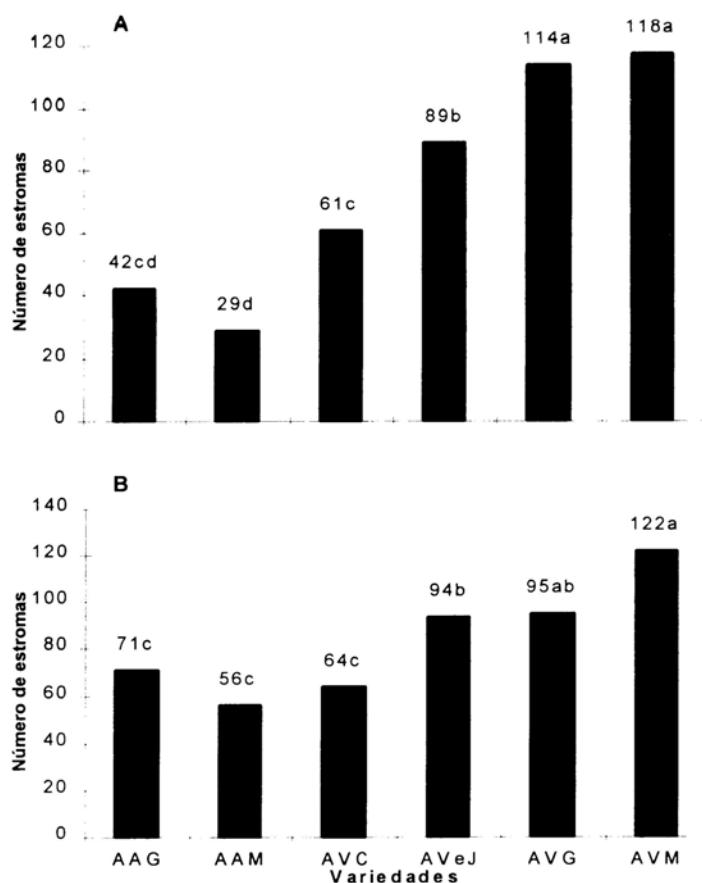 A
Número de estromas
120
100
80
60
40
20
0
42cd
29d
61c
89b
114a
118a
B
Número de estromas
140
120
100
80
60
40
20
0
71c
56c
64c
94b
95ab
122a
AAG AAM AVC AVeJ AVG AVM
Variedades